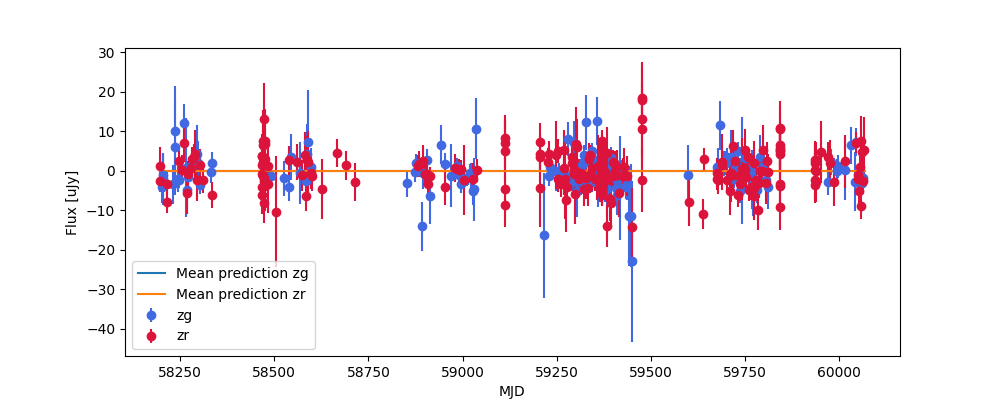 30
20
10
0
−10
−20
−30
−40
Flux [uJy]
Mean prediction zg
Mean prediction zr
zg
zr
58250 58500 58750 59000 59250 59500 59750 60000
MJD